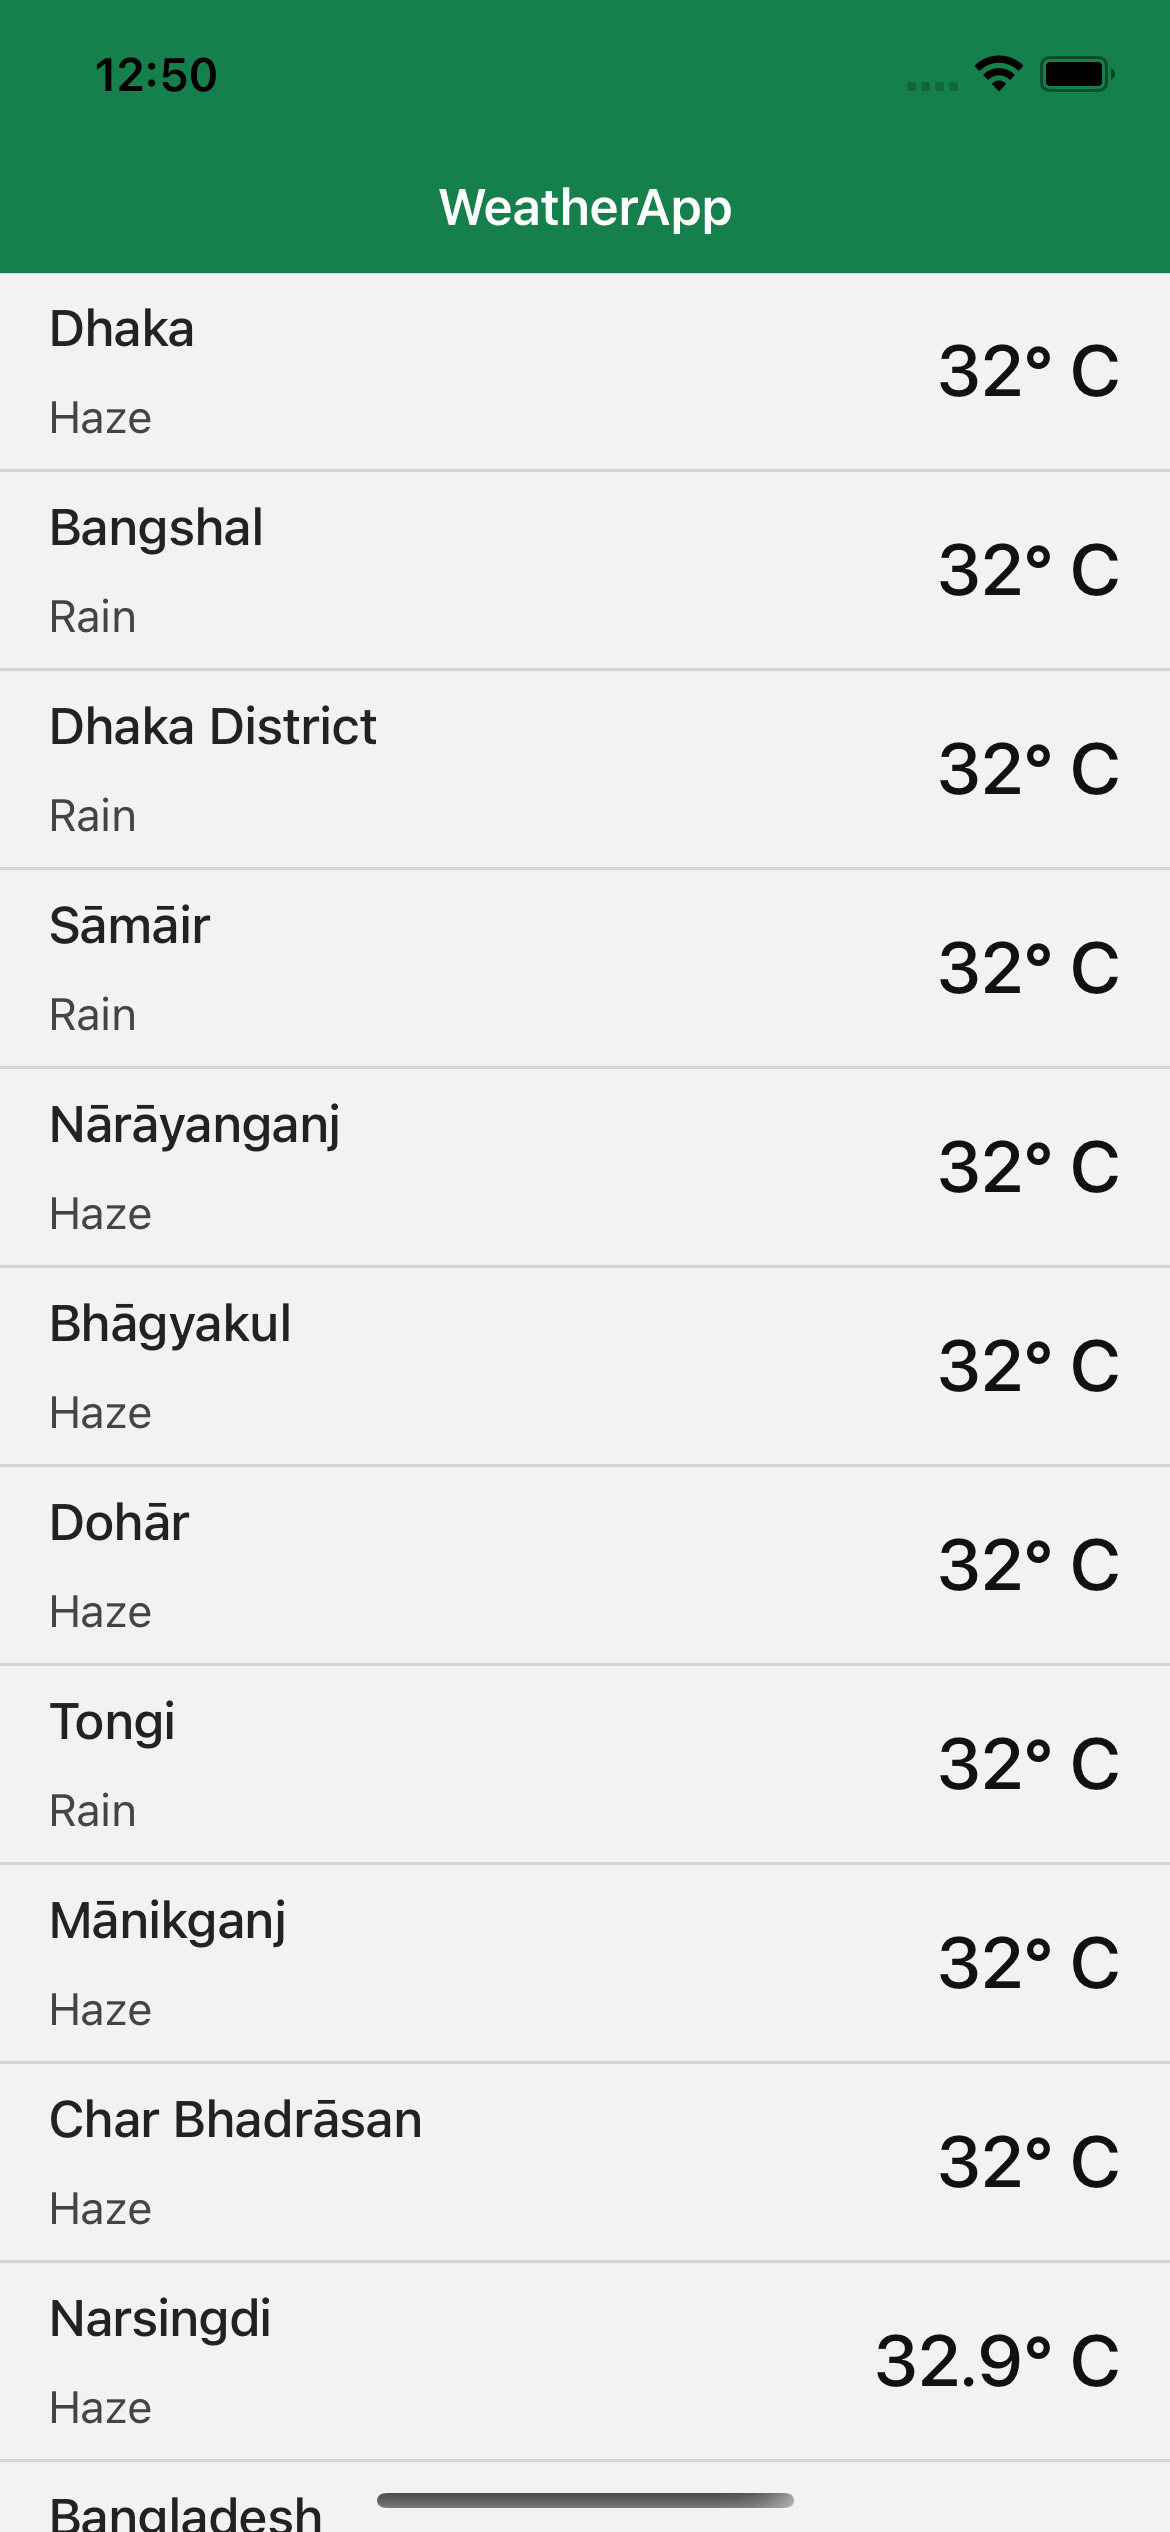 12:50
WeatherApp
Dhaka
32° C
Haze
Bangshal
32° C
Rain
Dhaka District
32° C
Rain
Sāmāir
32° C
Rain
Nārāyanganj
32° C
Haze
Bhāgyakul
32° C
Haze
Dohār
32° C
Haze
Tongi
32° C
Rain
Mānikganj
32° C
Haze
Char Bhadrāsan
32° C
Haze
Narsingdi
32.9° C
Haze
Bangladesh